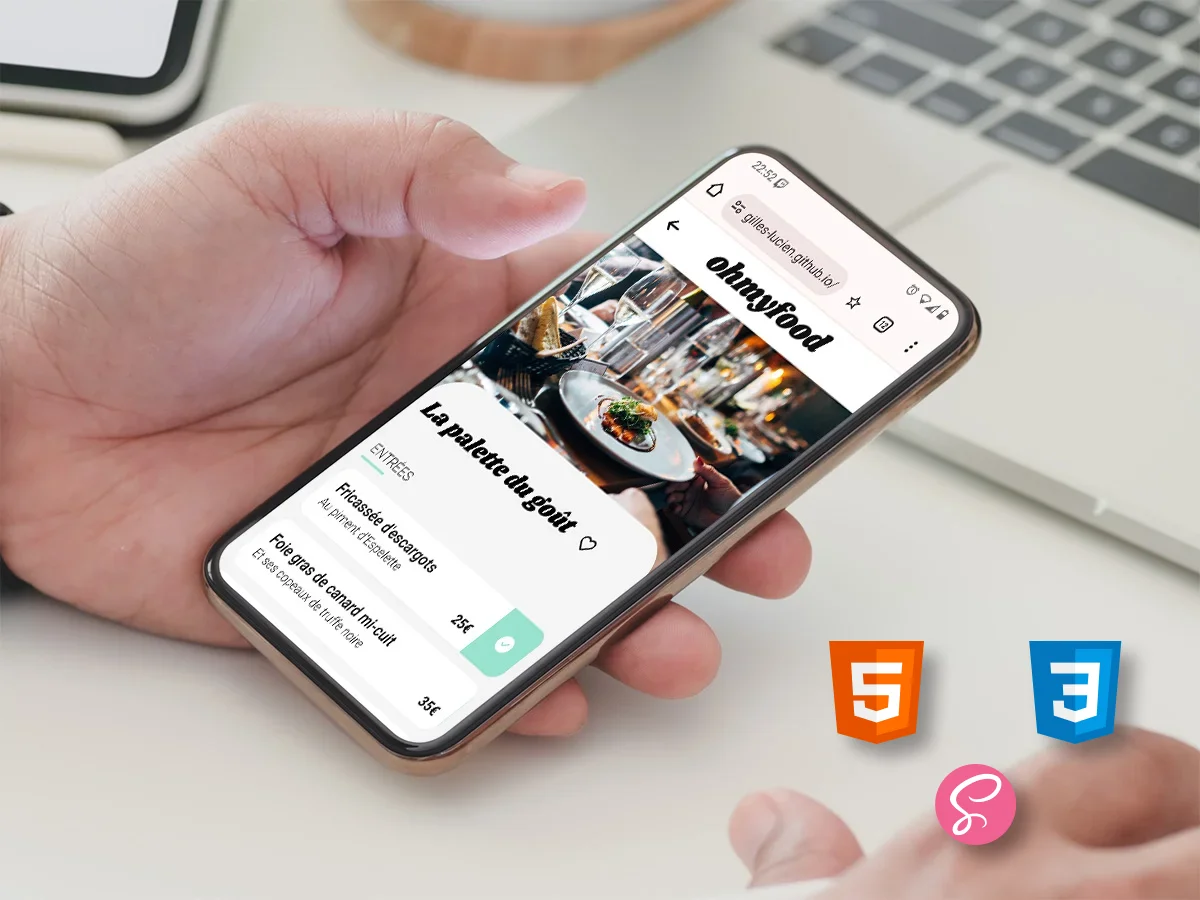 22:52
gilles-lucien.github.io/
12
ohmyfood
La palette du goût
ENTRÉES
Fricassée d'escargots
Au piment d'Espelette
25€
Foie gras de canard mi-cuit
Et ses copeaux de truffe noire
35€
5
3
S